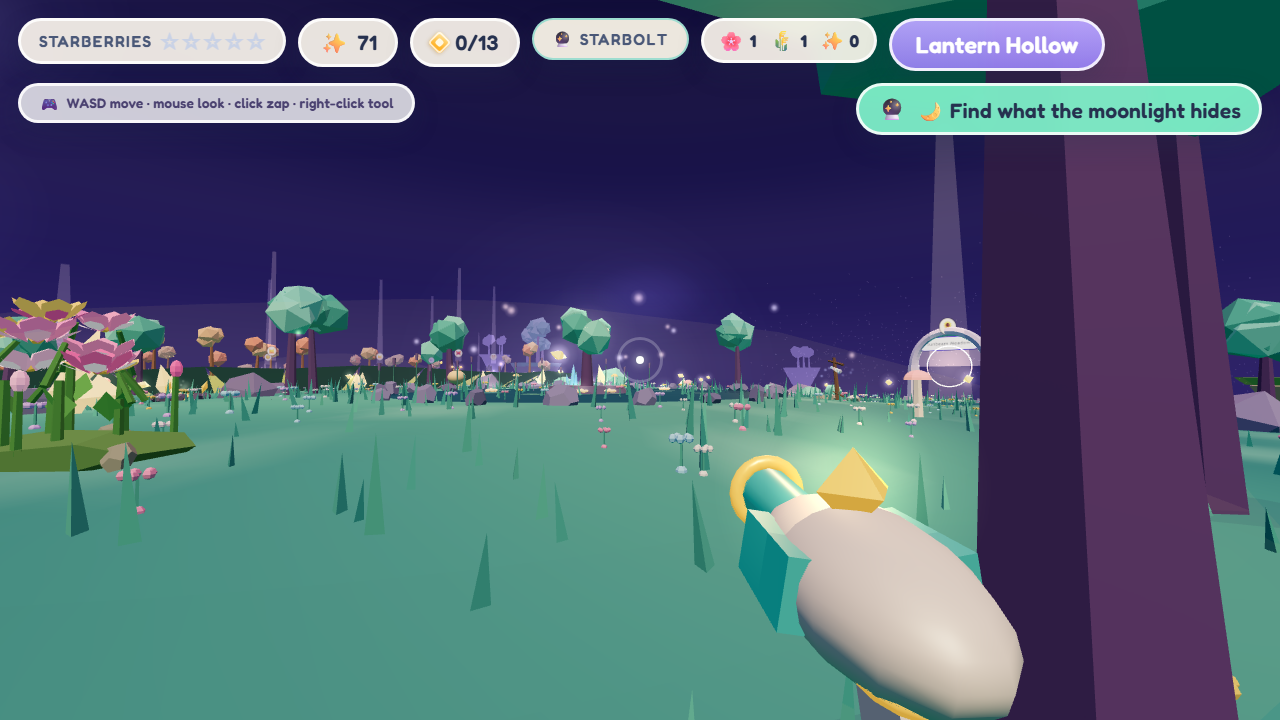 STARBERRIES
71
0/13
STARBOLT
1 1 0
Lantern Hollow
WASD move · mouse look · click zap · right-click tool
Find what the moonlight hides